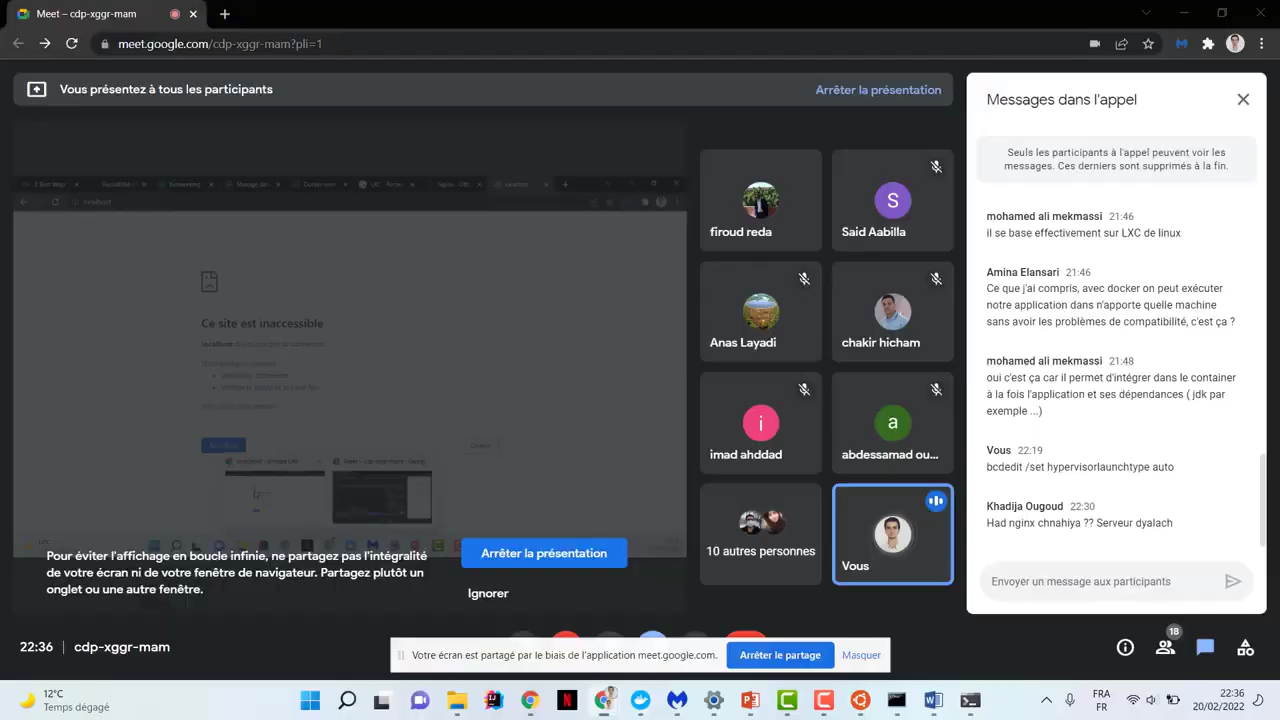 Meet – cdp-xggr-mam
meet.google.com/cdp-xggr-mam?pli=1
Vous présentez à tous les participants
Arrêter la présentation
localhost
Ce site est inaccessible
Pour éviter l'affichage en boucle infinie, ne partagez pas l'intégralité
de votre écran ni de votre fenêtre de navigateur. Partagez plutôt un
onglet ou une autre fenêtre.
Arrêter la présentation
Ignorer
firoud reda
Said Aabilla
S
Anas Layadi
chakir hicham
i
imad ahddad
a
abdessamad ou...
10 autres personnes
Vous
Messages dans l'appel
Seuls les participants à l'appel peuvent voir les
messages. Ces derniers sont supprimés à la fin.
mohamed ali mekmassi 21:46
il se base effectivement sur LXC de linux
Amina Elansari 21:46
Ce que j'ai compris, avec docker on peut exécuter
notre application dans n'apporte quelle machine
sans avoir les problèmes de compatibilité, c'est ça ?
mohamed ali mekmassi 21:48
oui c'est ça car il permet d'intégrer dans le container
à la fois l'application et ses dépendances ( jdk par
exemple ...)
Vous 22:19
bcdedit /set hypervisorlaunchtype auto
Khadija Ougoud 22:30
Had nginx chnahiya ?? Serveur dyalach
Envoyer un message aux participants
22:36 | cdp-xggr-mam
18
Votre écran est partagé par le biais de l'application meet.google.com.
Arrêter le partage
Masquer
12°C
Temps dégagé
FRA
FR
22:36
20/02/2022